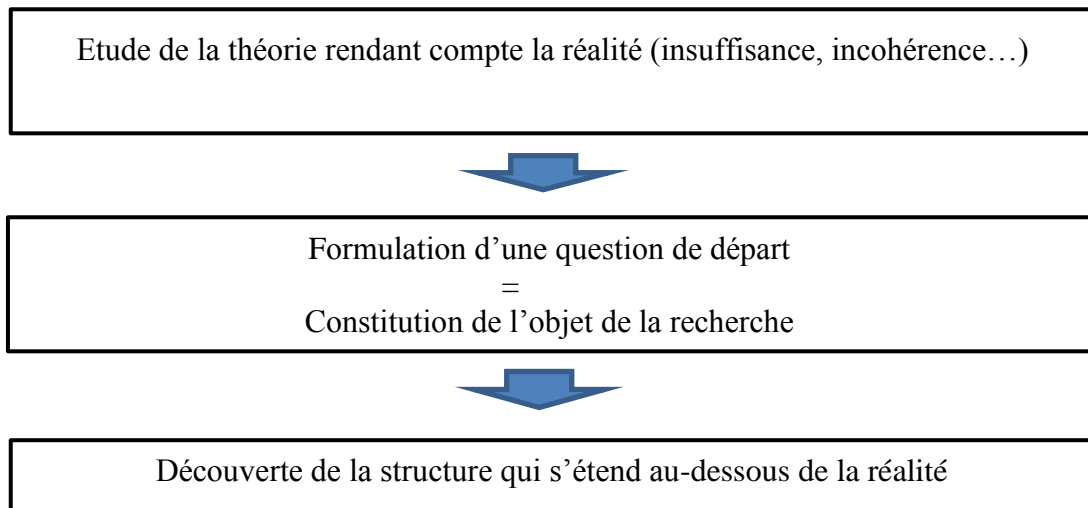 Etude de la théorie rendant compte la réalité (insuffisance, incohérence…)
Formulation d’une question de départ
=
Constitution de l’objet de la recherche
Découverte de la structure qui s’étend au-dessous de la réalité